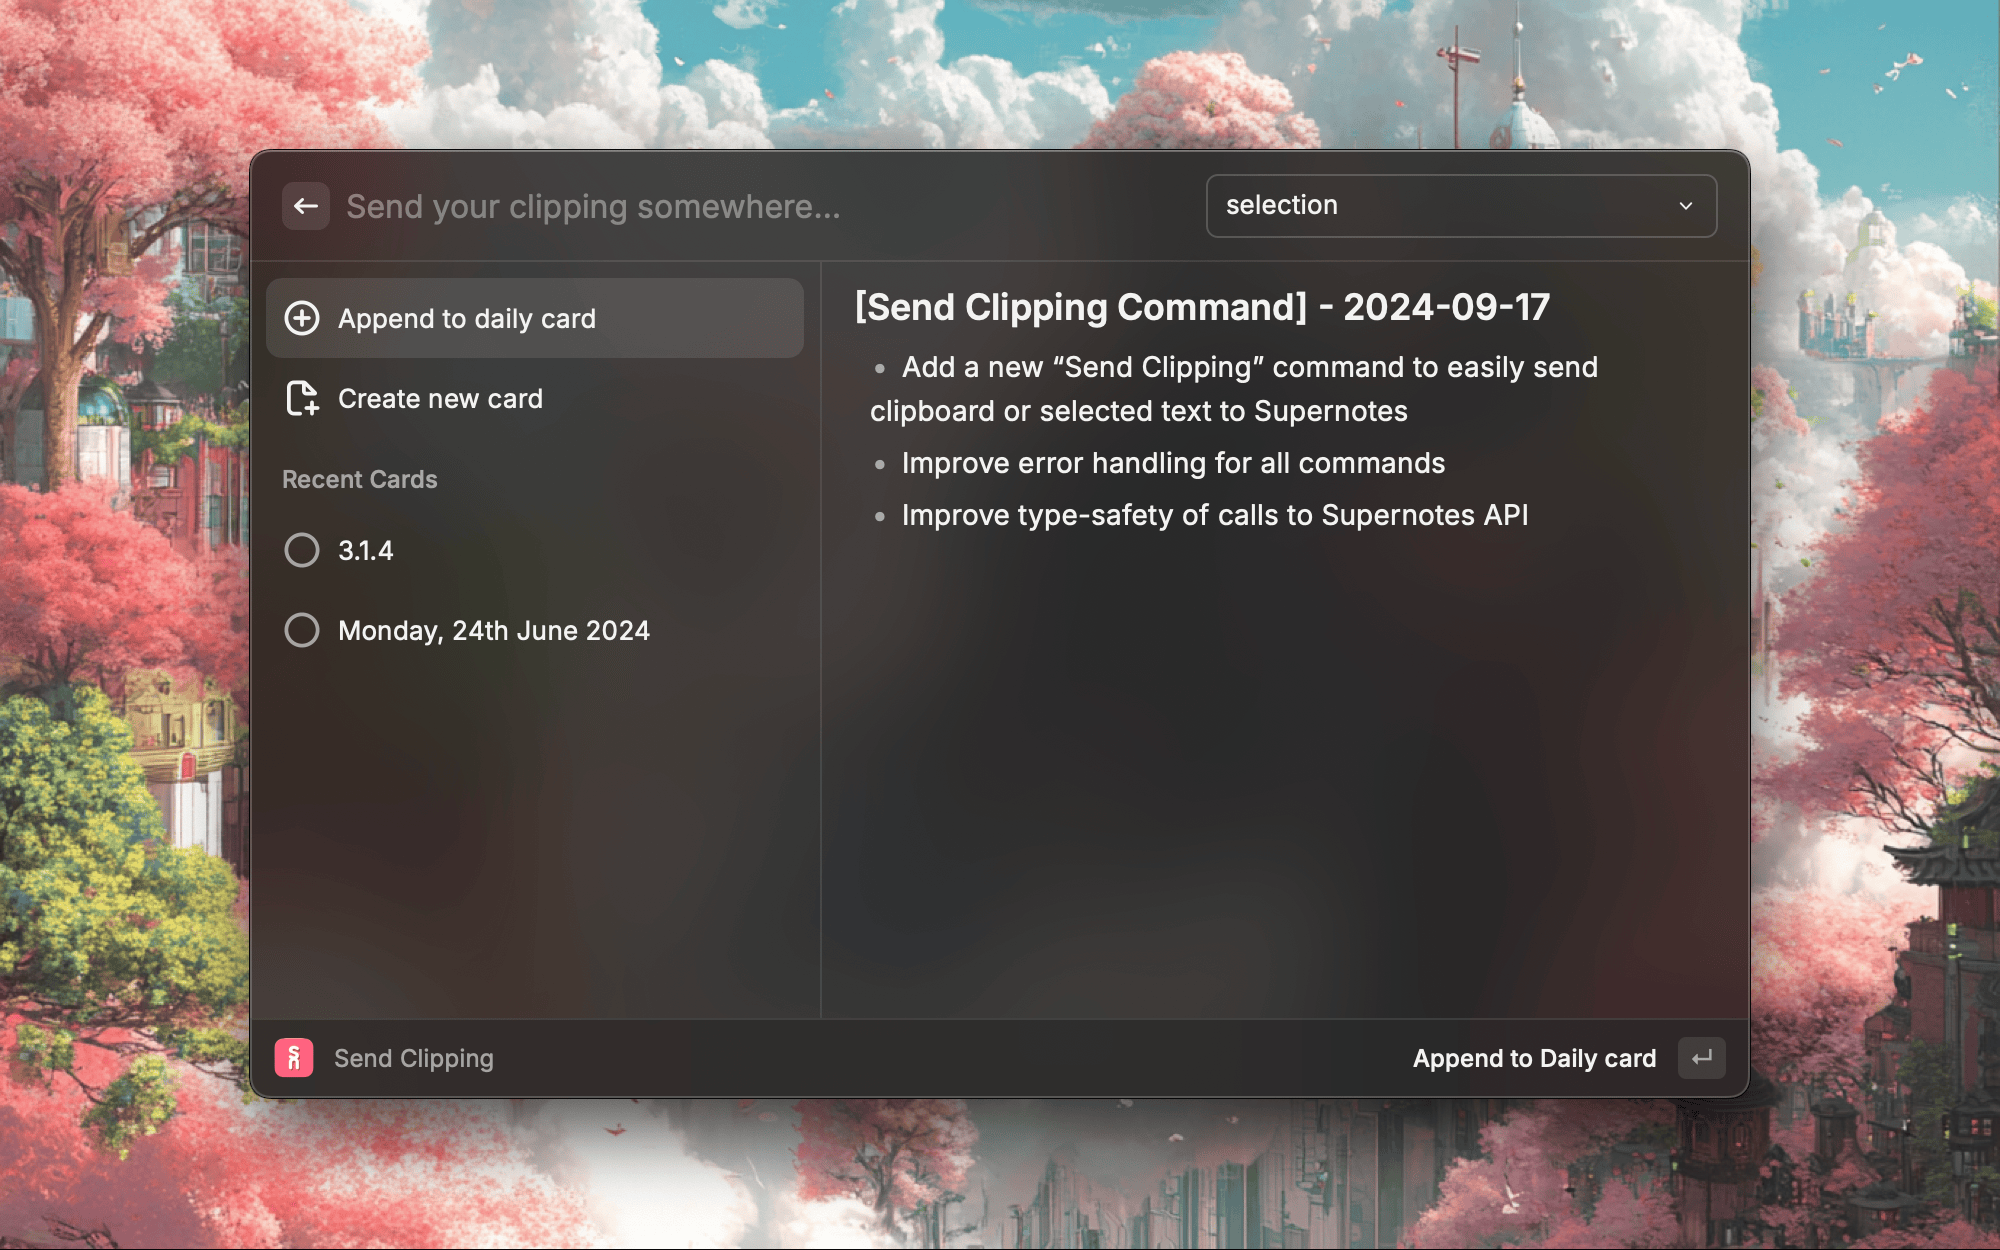 Send your clipping somewhere...
selection
Append to daily card
Create new card
Recent Cards
3.1.4
Monday, 24th June 2024
[Send Clipping Command] - 2024-09-17
• Add a new “Send Clipping” command to easily send
clipboard or selected text to Supernotes
• Improve error handling for all commands
• Improve type-safety of calls to Supernotes API
Send Clipping
Append to Daily card